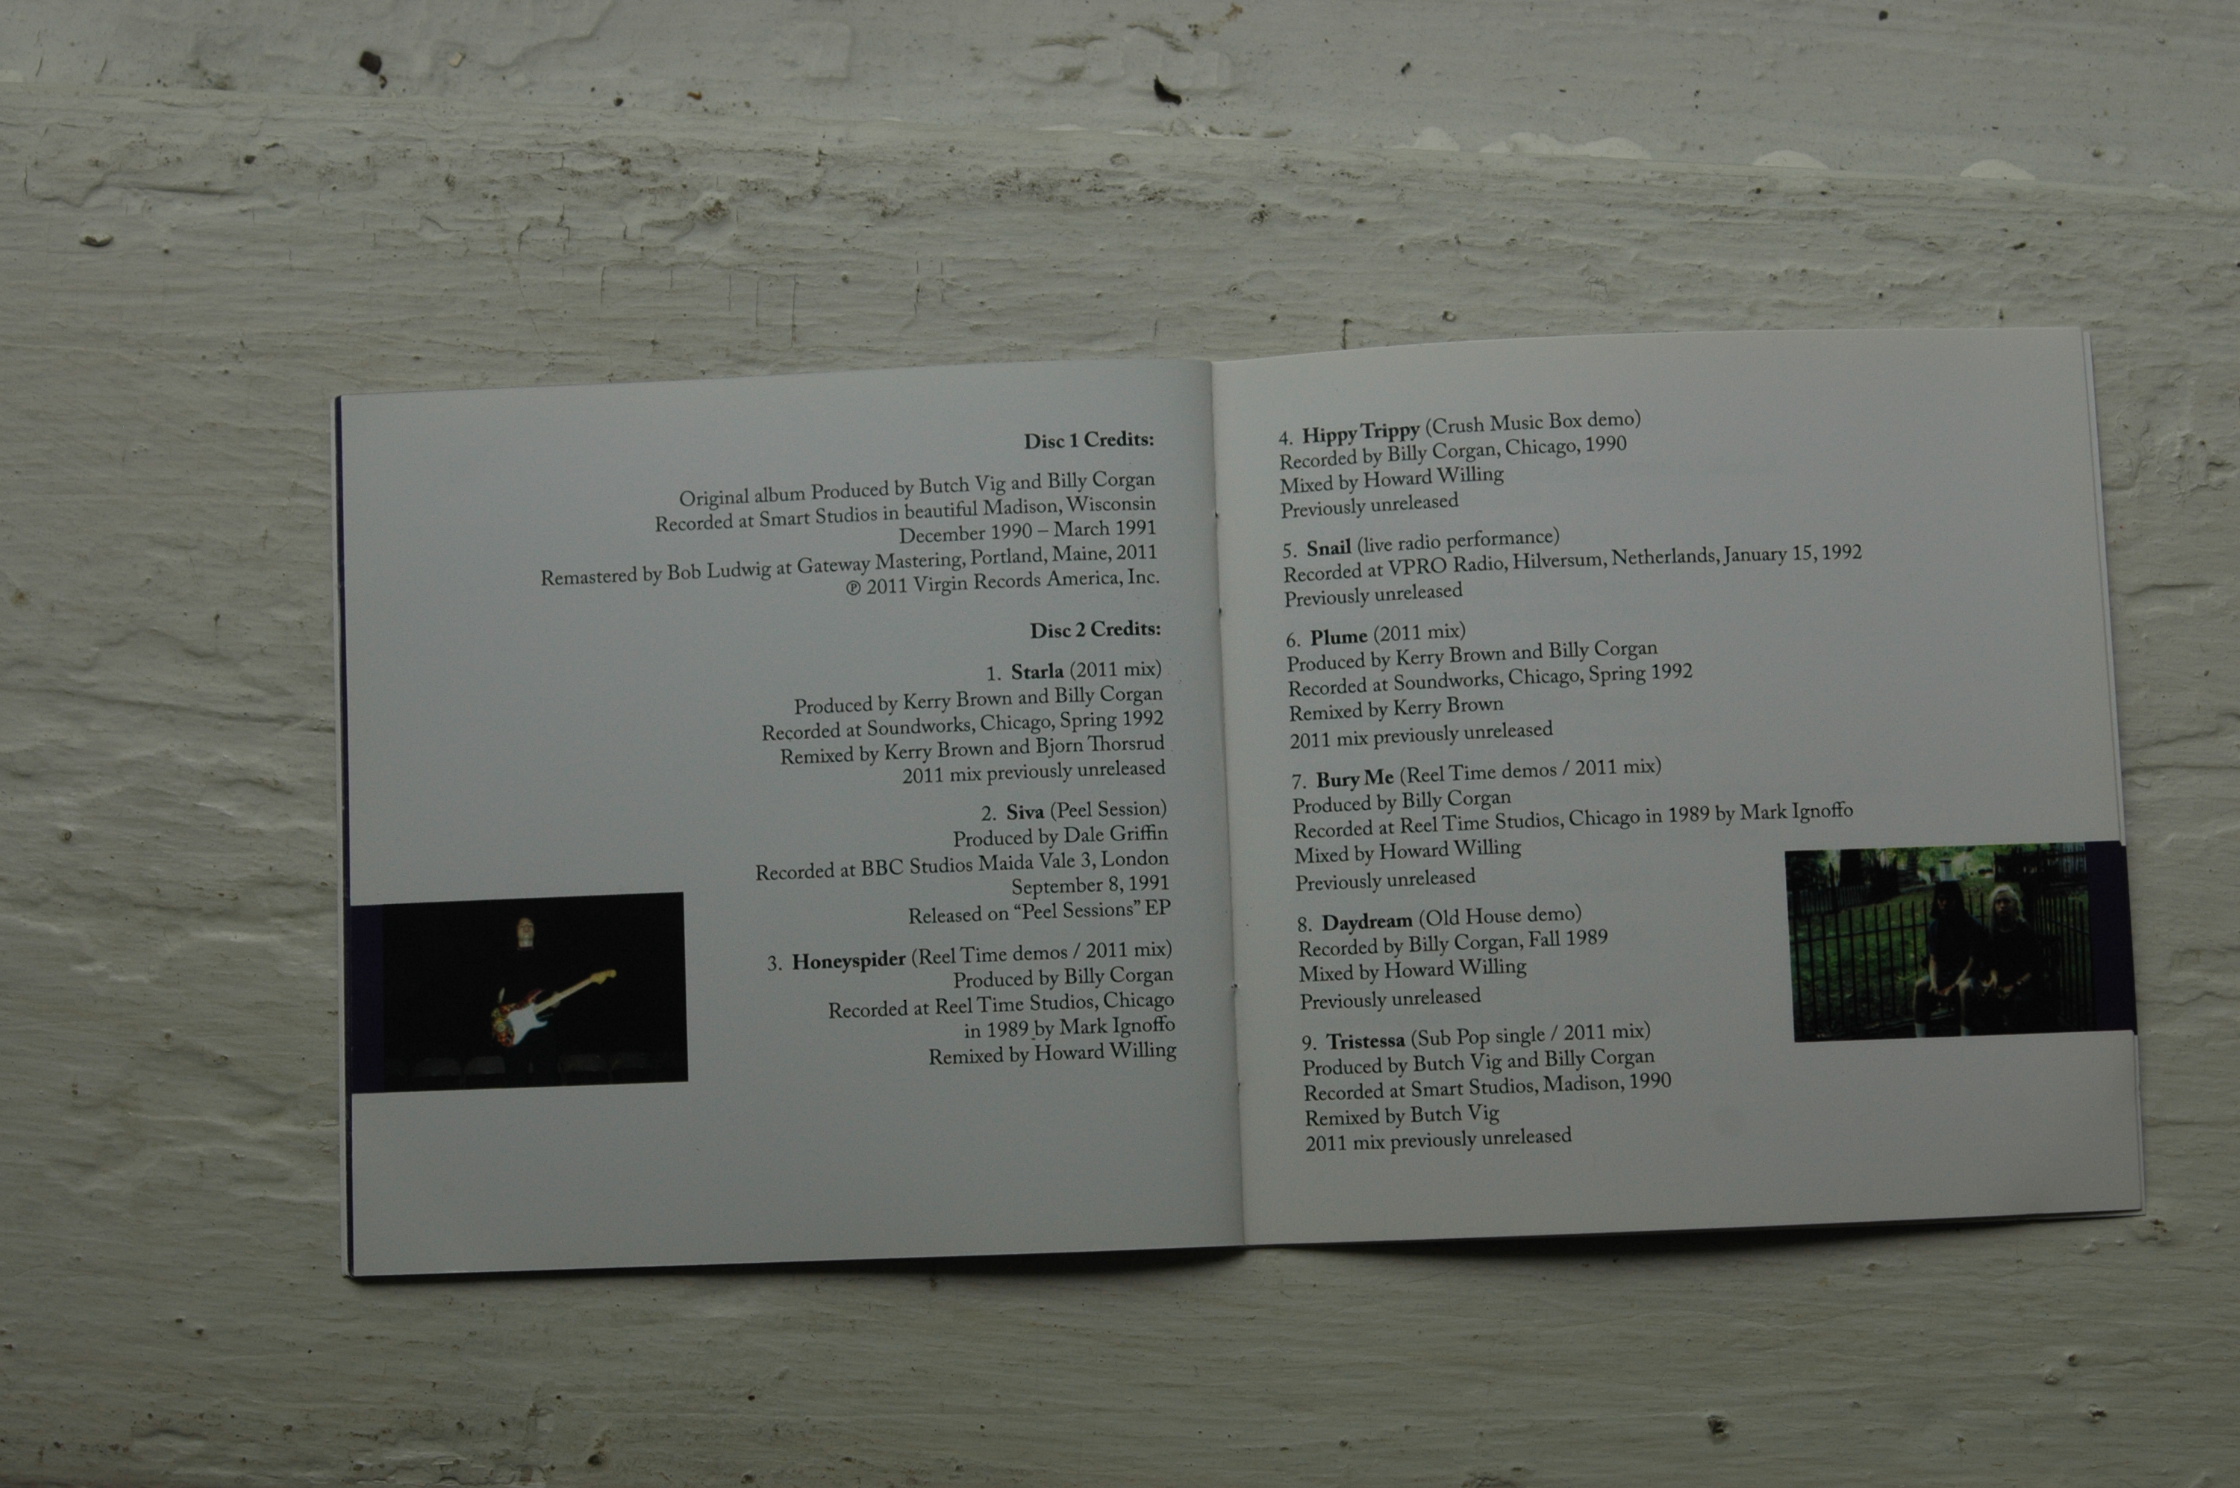 Disc 1 Credits:
Original album Produced by Butch Vig and Billy Corgan
Recorded at Smart Studios in beautiful Madison, Wisconsin
December 1990 – March 1991
Remastered by Bob Ludwig at Gateway Mastering, Portland, Maine, 2011
℗ 2011 Virgin Records America, Inc.
Disc 2 Credits:
1. Starla (2011 mix)
Produced by Kerry Brown and Billy Corgan
Recorded at Soundworks, Chicago, Spring 1992
Remixed by Kerry Brown and Bjorn Thorsrud
2011 mix previously unreleased
2. Siva (Peel Session)
Produced by Dale Griffin
Recorded at BBC Studios Maida Vale 3, London
September 8, 1991
Released on “Peel Sessions” EP
3. Honeyspider (Reel Time demos / 2011 mix)
Produced by Billy Corgan
Recorded at Reel Time Studios, Chicago
in 1989 by Mark Ignoffo
Remixed by Howard Willing
4. Hippy Trippy (Crush Music Box demo)
Recorded by Billy Corgan, Chicago, 1990
Mixed by Howard Willing
Previously unreleased
5. Snail (live radio performance)
Recorded at VPRO Radio, Hilversum, Netherlands, January 15, 1992
Previously unreleased
6. Plume (2011 mix)
Produced by Kerry Brown and Billy Corgan
Recorded at Soundworks, Chicago, Spring 1992
Remixed by Kerry Brown
2011 mix previously unreleased
7. Bury Me (Reel Time demos / 2011 mix)
Produced by Billy Corgan
Recorded at Reel Time Studios, Chicago in 1989 by Mark Ignoffo
Mixed by Howard Willing
Previously unreleased
8. Daydream (Old House demo)
Recorded by Billy Corgan, Fall 1989
Mixed by Howard Willing
Previously unreleased
9. Tristessa (Sub Pop single / 2011 mix)
Produced by Butch Vig and Billy Corgan
Recorded at Smart Studios, Madison, 1990
Remixed by Butch Vig
2011 mix previously unreleased